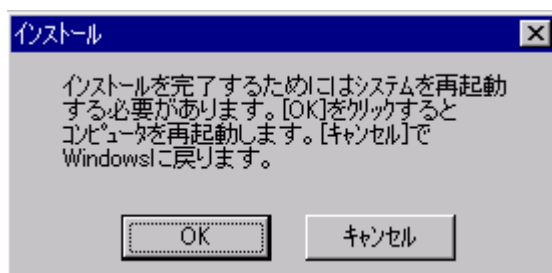 インストール
インストールを完了するためにはシステムを再起動
する必要があります。[OK]をクリックすると
コンピュータを再起動します。[キャンセル]で
Windowsに戻ります。
OK
キャンセル